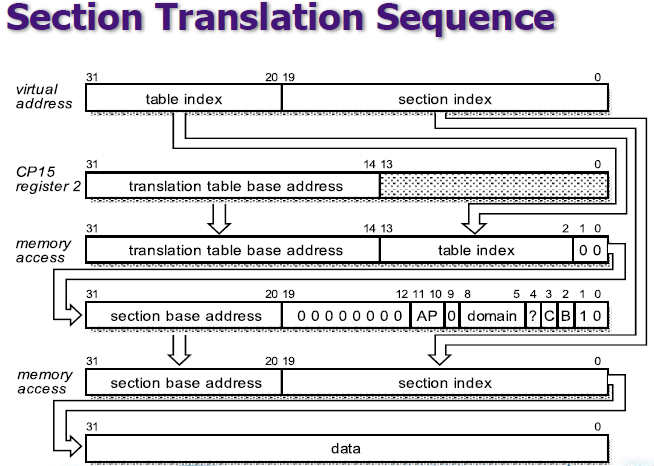 Section Translation Sequence
31 20 19 0
virtual address
table index section index
31 14 13 0
CP15 register 2
translation table base address
31 14 13 2 1 0
memory access
translation table base address table index 0 0
31 20 19 12 11 10 9 8 5 4 3 2 1 0
section base address 0 0 0 0 0 0 0 0 AP 0 domain ? C B 1 0
31 20 19 0
memory access
section base address section index
31 0
data